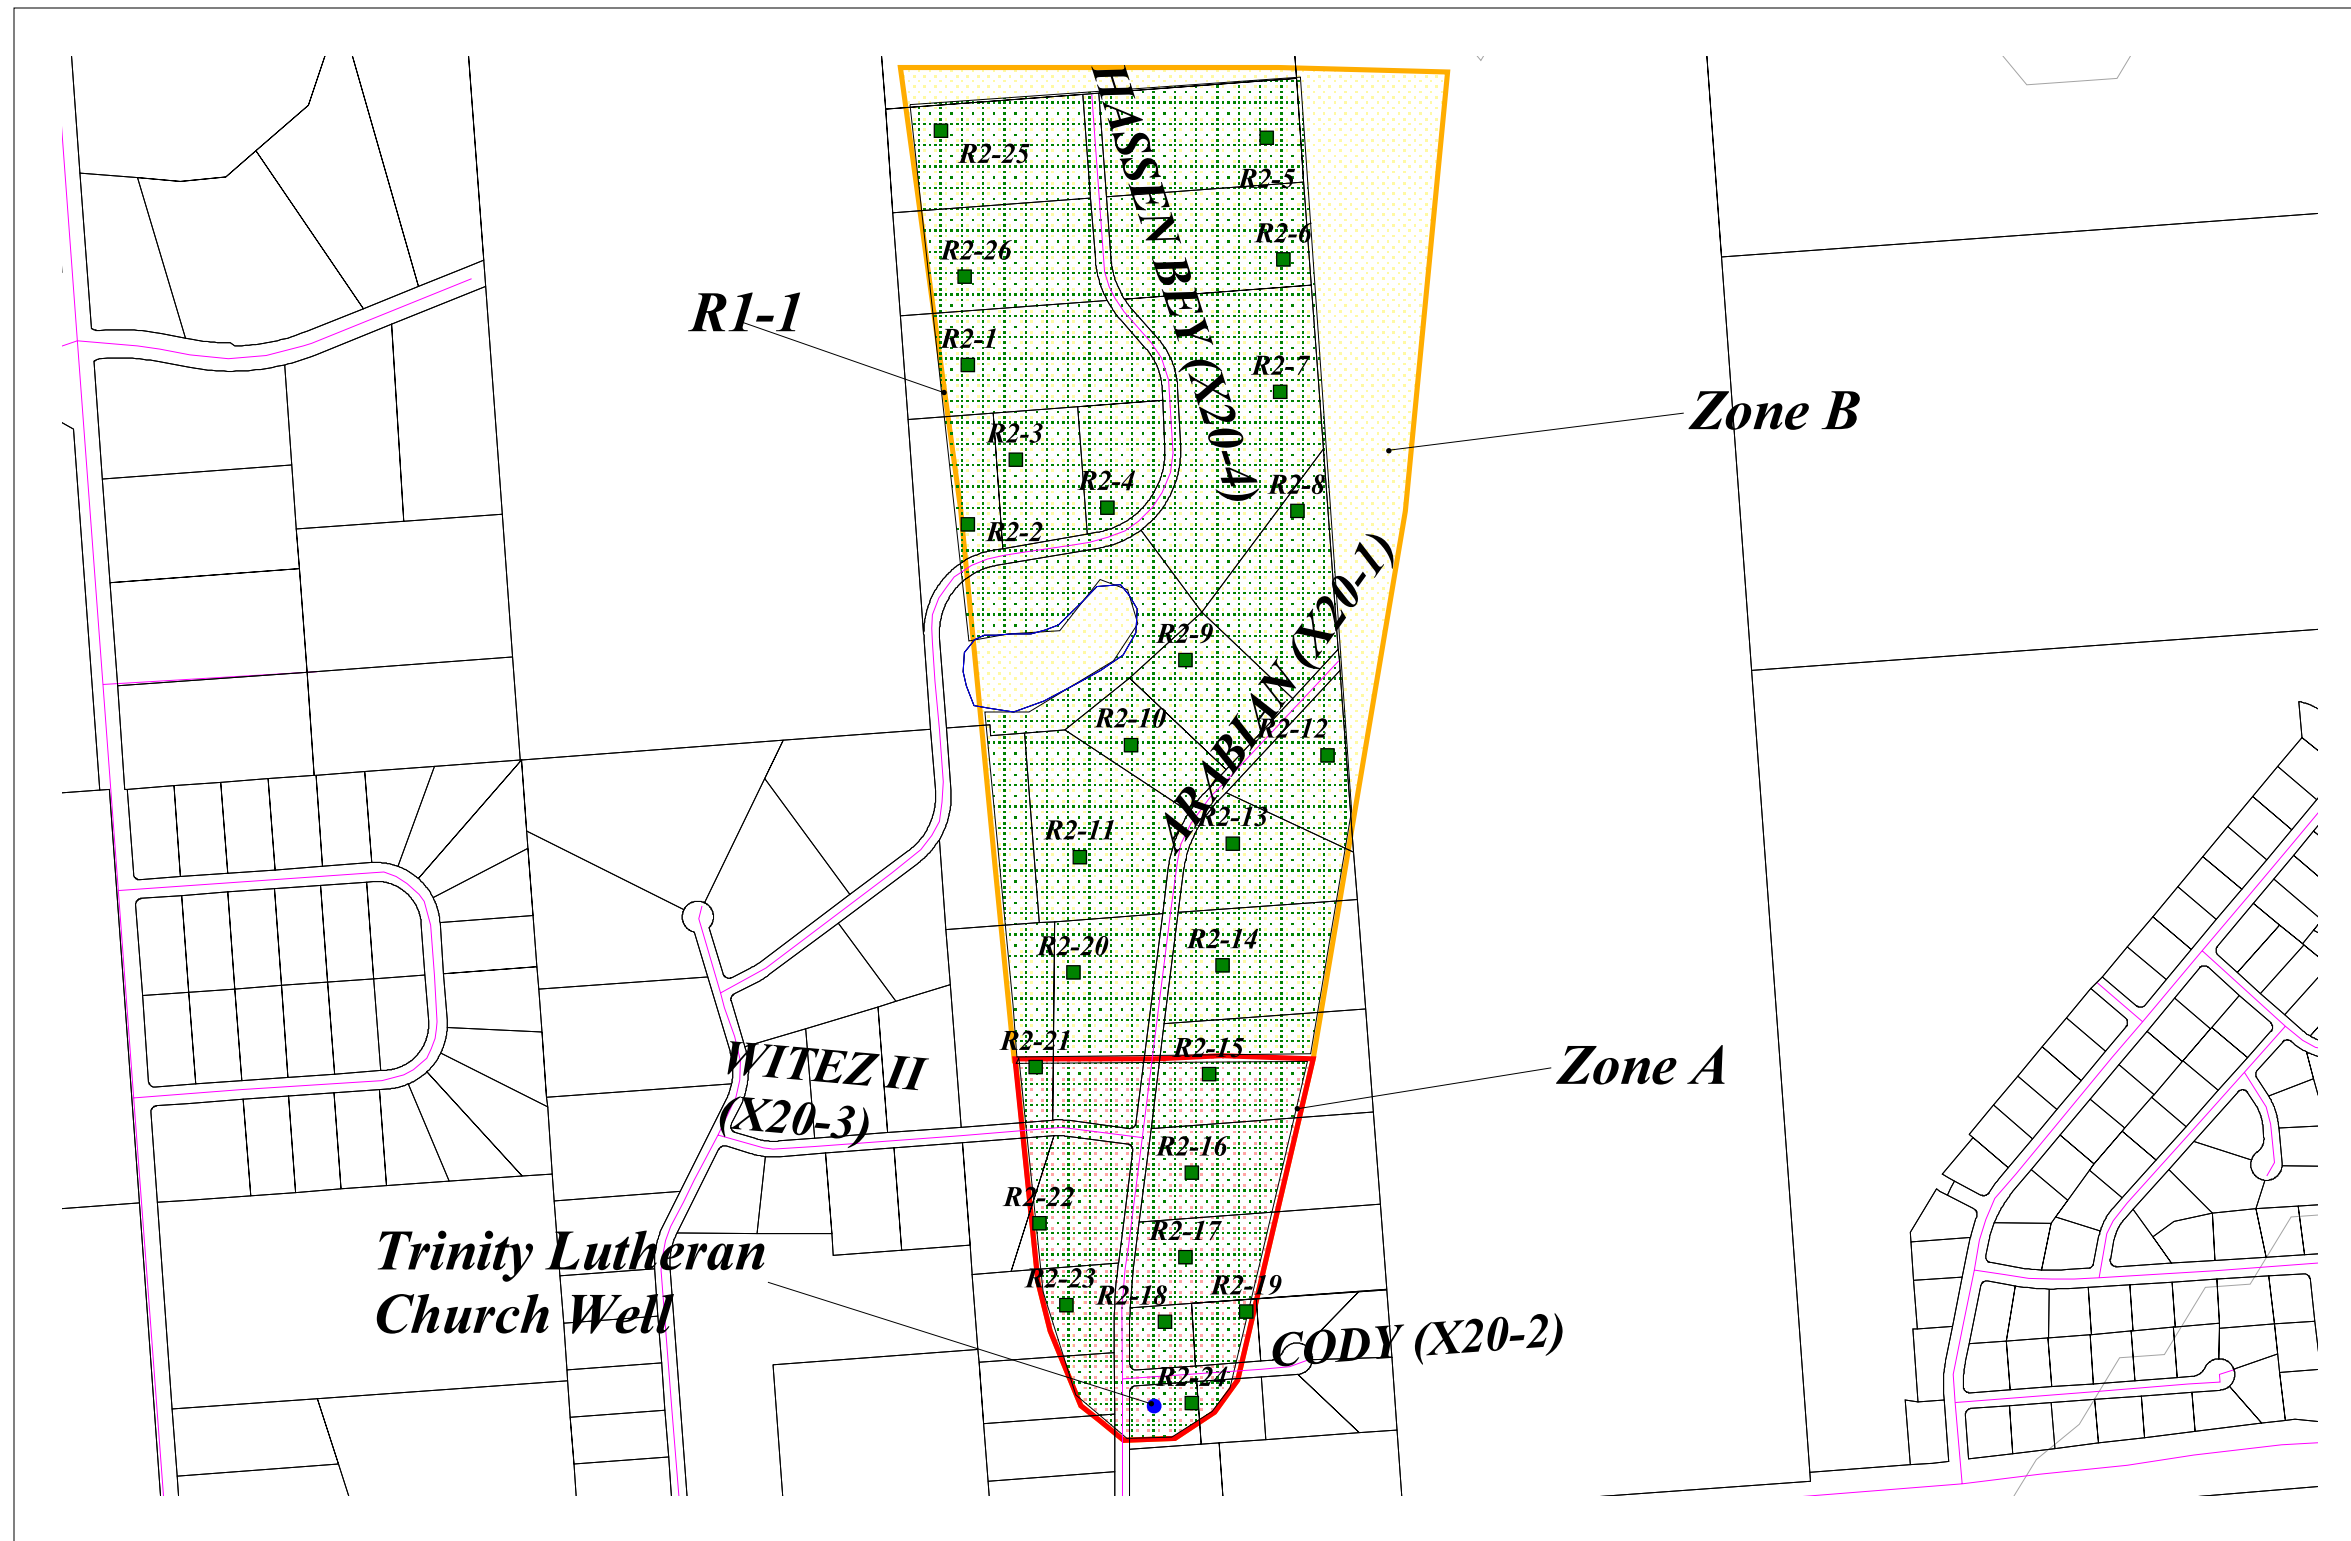 R2-25
HASSEN BEY (X20-4)
R2-5
R2-6
R2-26
R1-1
R2-1
R2-7
Zone B
R2-3
R2-4
R2-8
R2-2
ARABIAN (X20-1)
R2-9
R2-10
R2-12
R2-13
R2-11
R2-20
R2-14
R2-21
R2-15
Zone A
WITEZ II
(X20-3)
R2-16
R2-22
R2-17
Trinity Lutheran
Church Well
R2-23
R2-18
R2-19
CODY (X20-2)
R2-24